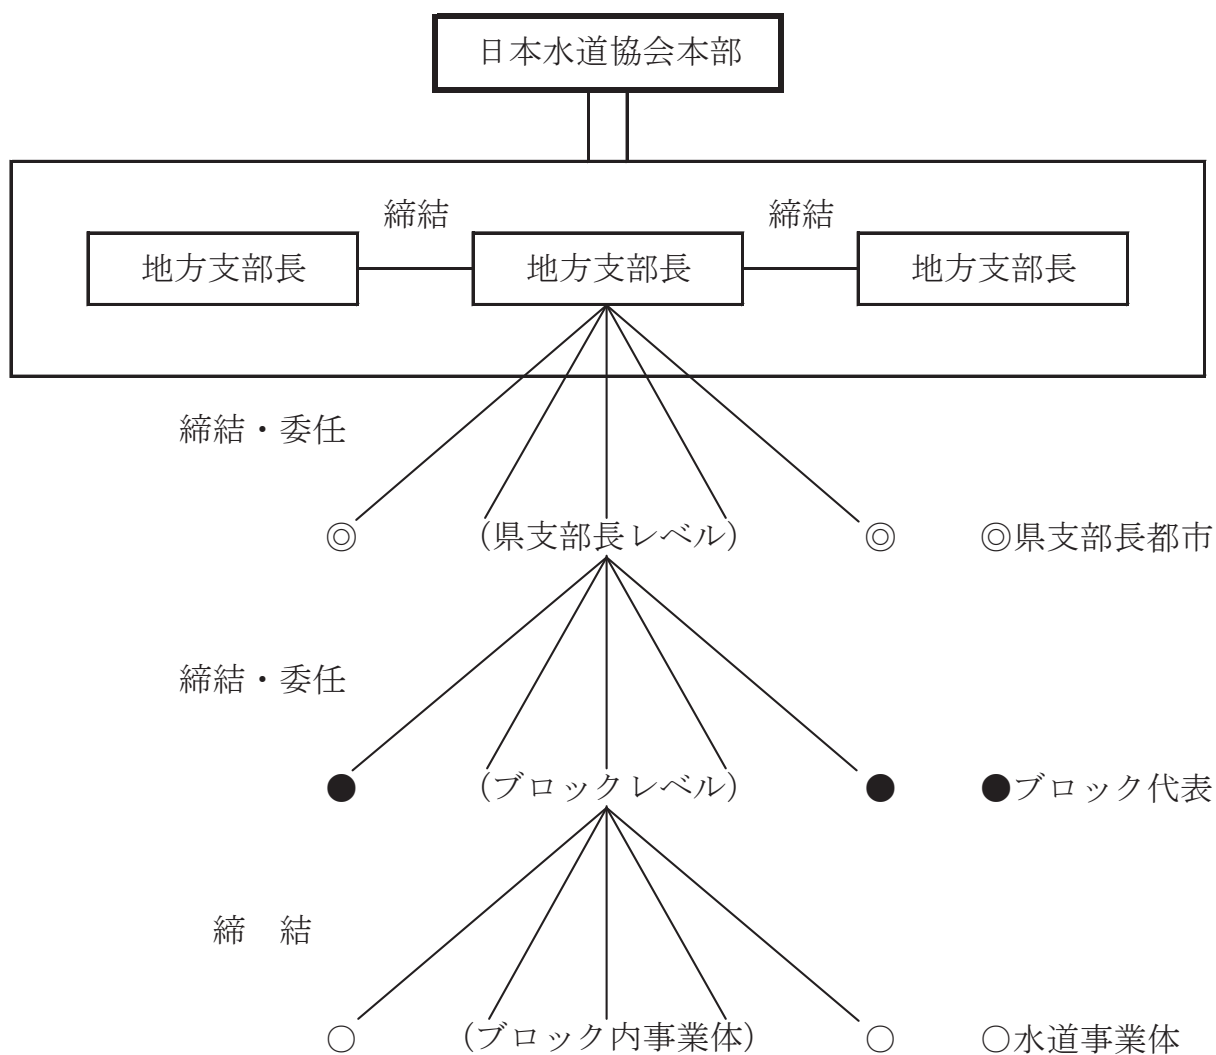 日本水道協会本部
締結 締結
地方支部長 地方支部長 地方支部長
締結・委任
◎ (県支部長レベル) ◎ ◎県支部長都市
締結・委任
● (ブロックレベル) ● ●ブロック代表
締 結
○ (ブロック内事業体) ○ ○水道事業体